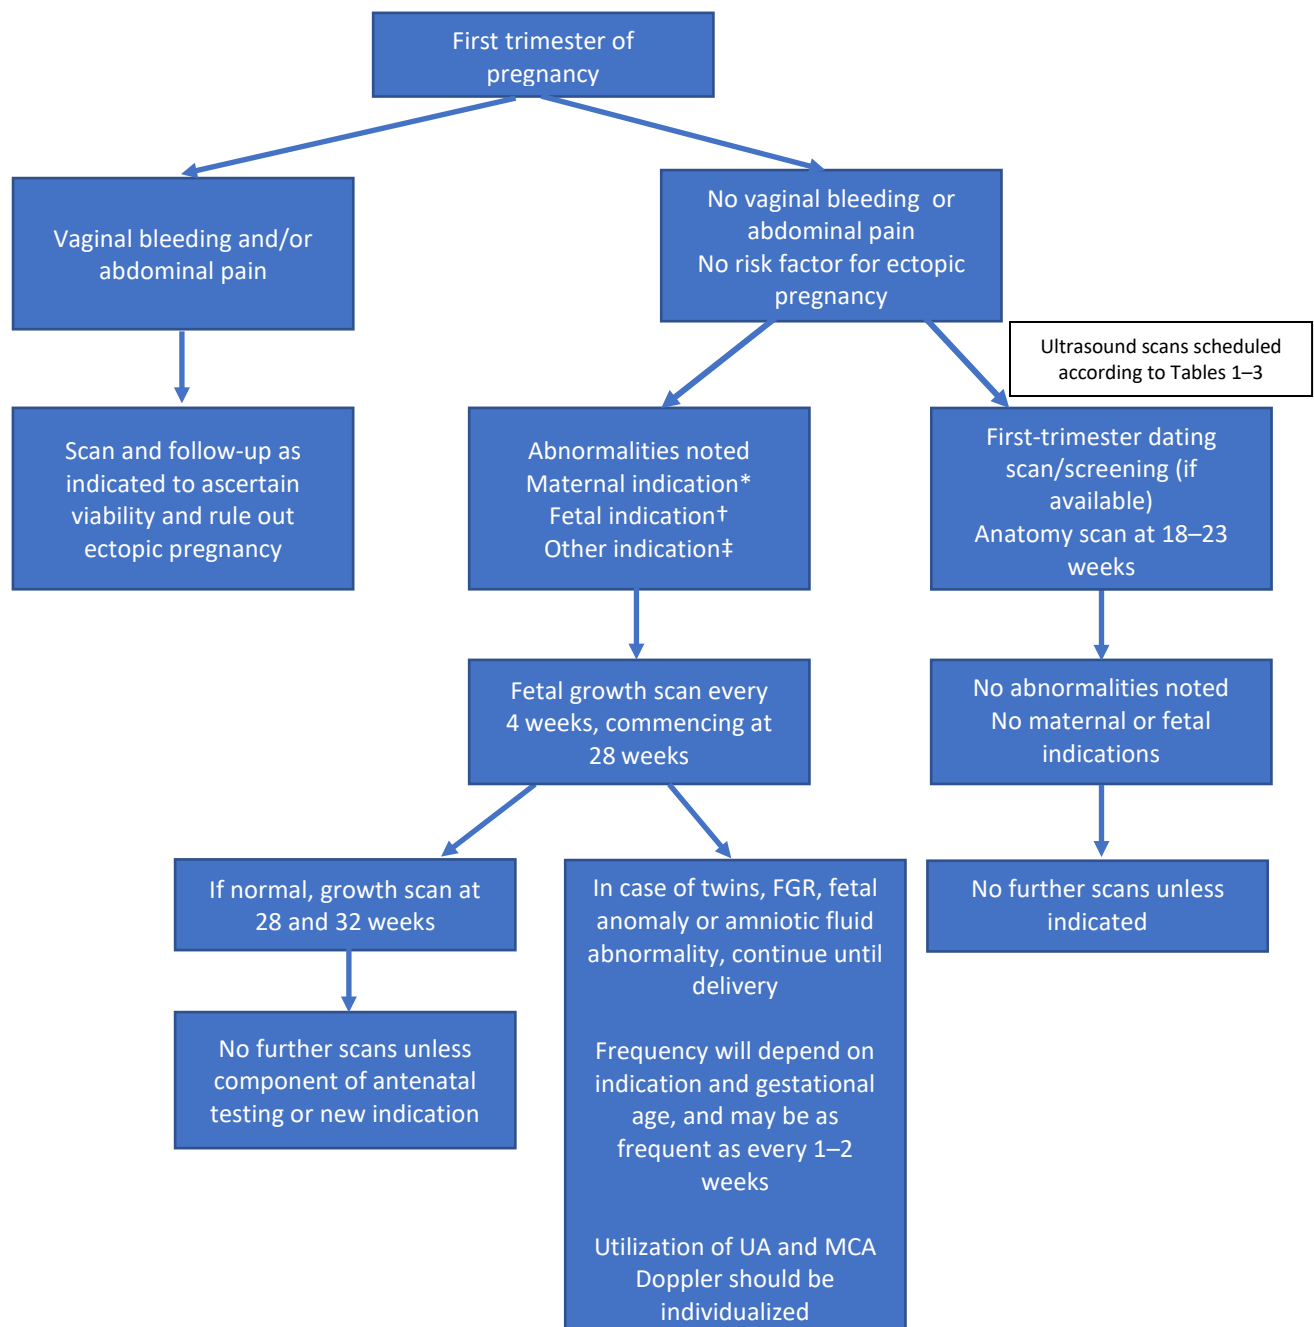 First trimester of
pregnancy
Vaginal bleeding and/or
abdominal pain
No vaginal bleeding or
abdominal pain
No risk factor for ectopic
pregnancy
Ultrasound scans scheduled
according to Tables 1–3
Scan and follow-up as
indicated to ascertain
viability and rule out
ectopic pregnancy
Abnormalities noted
Maternal indication*
Fetal indication†
Other indication‡
First-trimester dating
scan/screening (if
available)
Anatomy scan at 18–23
weeks
Fetal growth scan every
4 weeks, commencing at
28 weeks
No abnormalities noted
No maternal or fetal
indications
If normal, growth scan at
28 and 32 weeks
In case of twins, FGR, fetal
anomaly or amniotic fluid
abnormality, continue until
delivery
Frequency will depend on
indication and gestational
age, and may be as
frequent as every 1–2
weeks
Utilization of UA and MCA
Doppler should be
individualized
No further scans unless
indicated
No further scans unless
component of antenatal
testing or new indication